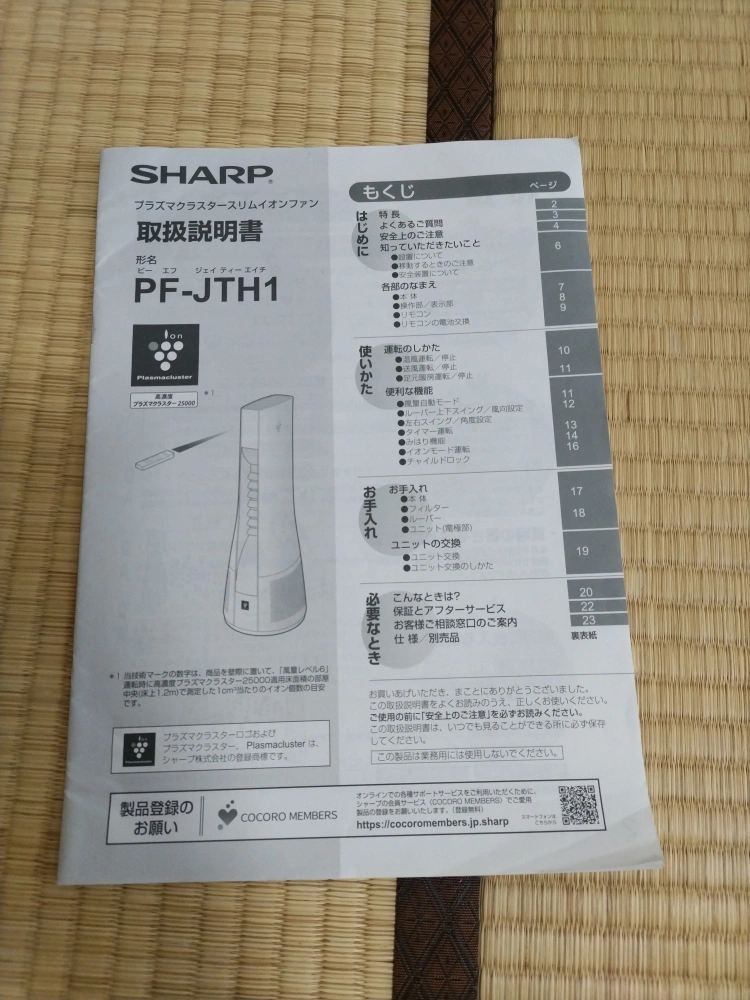 SHARP
プラズマクラスタースリムイオンファン
取扱説明書
形名
ピー エフ ジェイ ティー エイチ
PF-JTH1
ion
Plasmacluster
高濃度
プラズマクラスター 25000
*1
*1 当技術マークの数字は、商品を壁際に置いて、「風量レベル6」
運転時に高濃度プラズマクラスター25000適用床面積の部屋
中央(床上1.2m)で測定した1cm³当たりのイオン個数の目安
です。
ion
Plasmacluster
プラズマクラスターロゴおよび
プラズマクラスター、Plasmacluster は、
シャープ株式会社の登録商標です。
もくじ
ページ
はじめに
特長 2
よくあるご質問 3
安全上のご注意 4
知っていただきたいこと 6
●設置について
●移動するときのご注意
●安全装置について
各部のなまえ
●本体 7
●操作部/表示部 8
●リモコン 9
●リモコンの電池交換
使いかた
運転のしかた
●温風運転/停止 10
●送風運転/停止
●足元暖房運転/停止 11
便利な機能
●風量自動モード 11
●ルーバー上下スイング/風向設定 12
●左右スイング/角度設定
●タイマー運転 13
●みはり機能 14
●イオンモード運転 16
●チャイルドロック
お手入れ
お手入れ
●本体 17
●フィルター
●ルーバー 18
●ユニット(電極部)
ユニットの交換
●ユニット交換 19
●ユニット交換のしかた
必要なとき
こんなときは? 20
保証とアフターサービス 22
お客様ご相談窓口のご案内 23
仕様/別売品 裏表紙
お買いあげいただき、まことにありがとうございました。
この取扱説明書をよくお読みのうえ、正しくお使いください。
ご使用の前に「安全上のご注意」を必ずお読みください。
この取扱説明書は、いつでも見ることができる所に必ず保存
してください。
この製品は業務用には使用しないでください。
製品登録の
お願い
COCORO MEMBERS
オンラインでの各種サポートサービスをご利用いただくために、
シャープの会員サービス(COCORO MEMBERS)でご愛用
製品の登録をお願いいたします。(登録無料)
https://cocoromembers.jp.sharp
スマートフォンは
こちらから